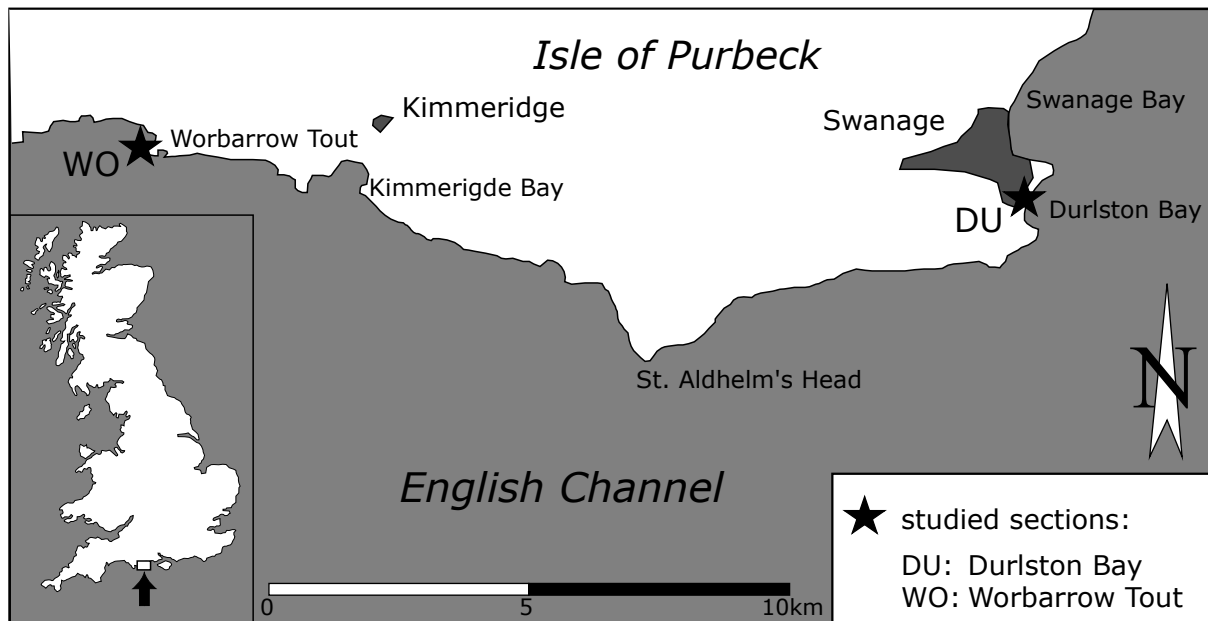 Isle of Purbeck
Kimmeridge
Swanage Bay
Swanage
Worbarrow Tout
WO
Kimmerigde Bay
DU
Durlston Bay
St. Aldhelm's Head
N
English Channel
studied sections:
DU: Durlston Bay
WO: Worbarrow Tout
0 5 10km